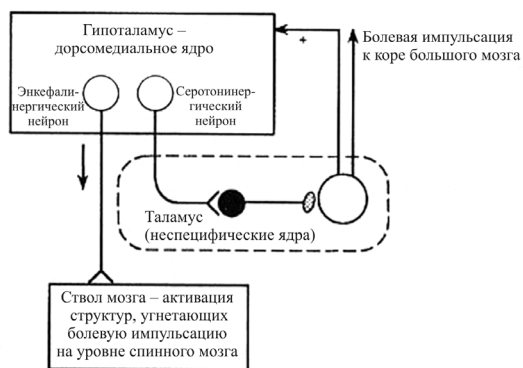 Гипоталамус –
дорсомедиальное ядро
Энкефали-
нергический
нейрон
Серотонинер-
гический
нейрон
+
Болевая импульсация
к коре большого мозга
Таламус
(неспецифические ядра)
Ствол мозга – активация
структур, угнетающих
болевую импульсацию
на уровне спинного мозга